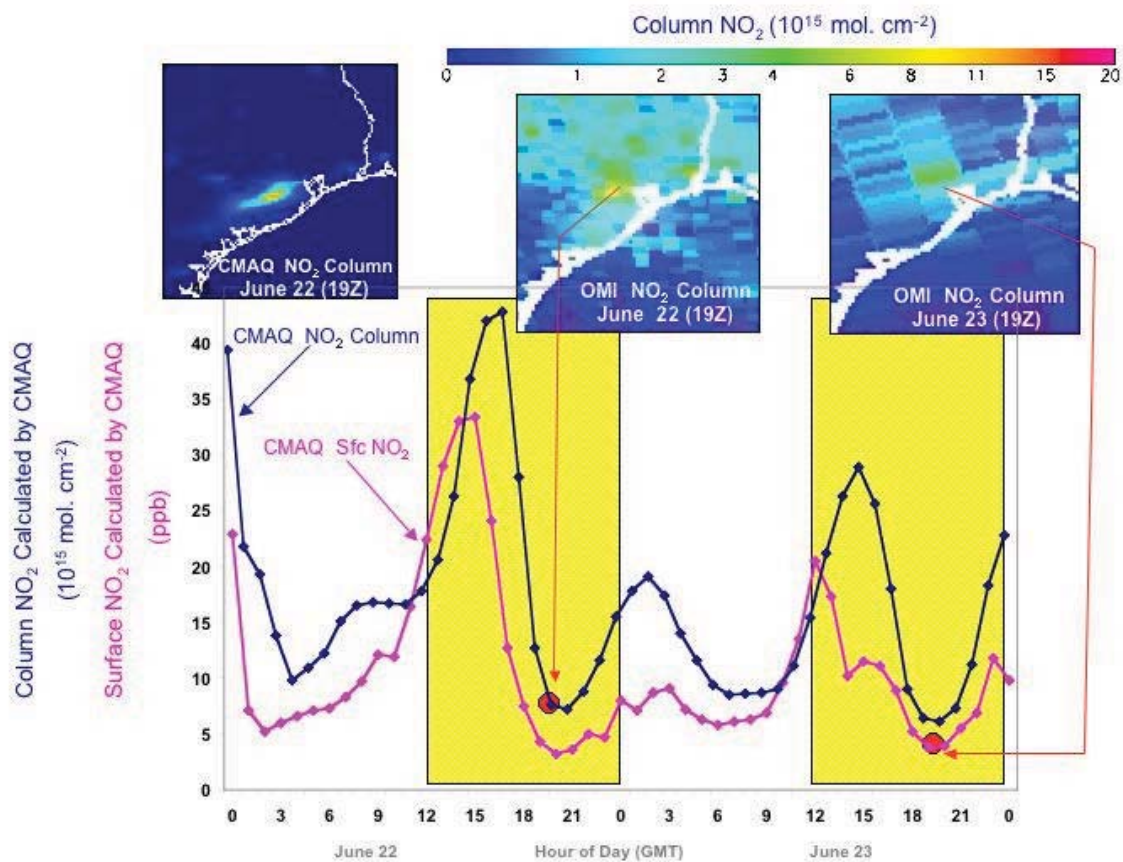 Column NO₂ (10¹⁵ mol. cm⁻²)
0 1 2 3 4 6 8 11 15 20
CMAQ NO₂ Column
June 22 (19Z)
OMI NO₂ Column
June 22 (19Z)
OMI NO₂ Column
June 23 (19Z)
Column NO₂ Calculated by CMAQ
(10¹⁵ mol. cm⁻²)
Surface NO₂ Calculated by CMAQ
(ppb)
CMAQ NO₂ Column
CMAQ Sfc NO₂
40
35
30
25
20
15
10
5
0
0 3 6 9 12 15 18 21 0 3 6 9 12 15 18 21 0
June 22 Hour of Day (GMT) June 23